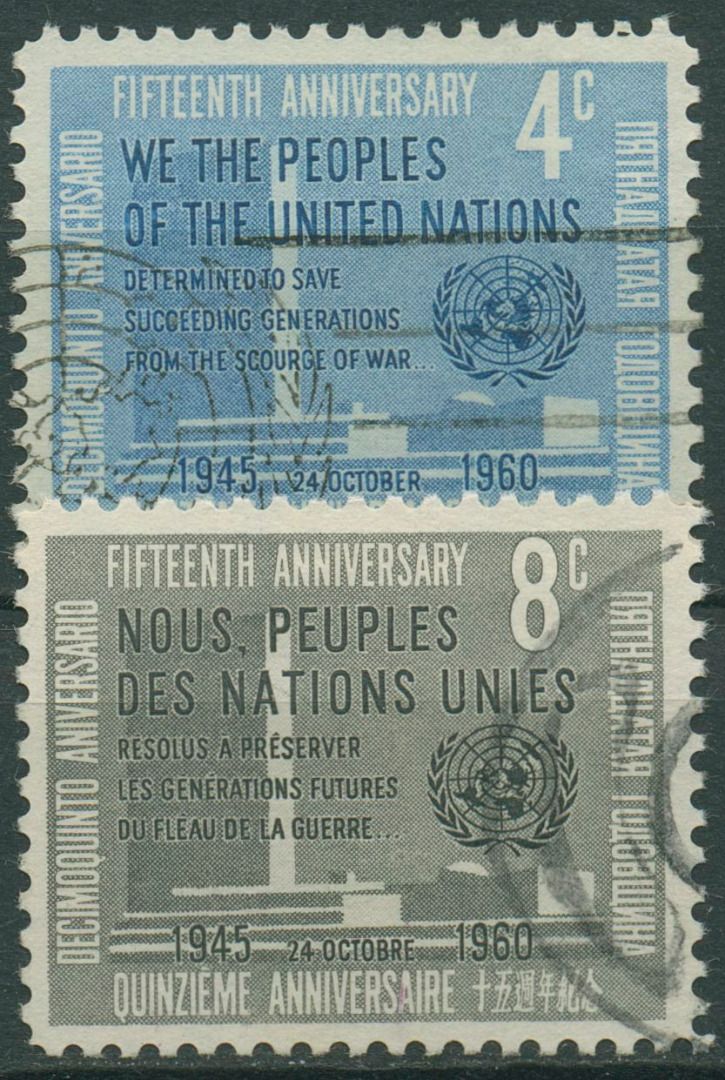 FIFTEENTH ANNIVERSARY 4c
WE THE PEOPLES
OF THE UNITED NATIONS
DETERMINED TO SAVE
SUCCEEDING GENERATIONS
FROM THE SCOURGE OF WAR...
1945 24 OCTOBER 1960
DECIMOQUINTO ANIVERSARIO
ПЯТНАДЦАТАЯ ГОДОВЩИНА
FIFTEENTH ANNIVERSARY 8c
NOUS, PEUPLES
DES NATIONS UNIES
RÉSOLUS À PRÉSERVER
LES GÉNÉRATIONS FUTURES
DU FLEAU DE LA GUERRE...
1945 24 OCTOBRE 1960
QUINZIÈME ANNIVERSAIRE 十五週年紀念
DECIMOQUINTO ANIVERSARIO
ПЯТНАДЦАТАЯ ГОДОВЩИНА